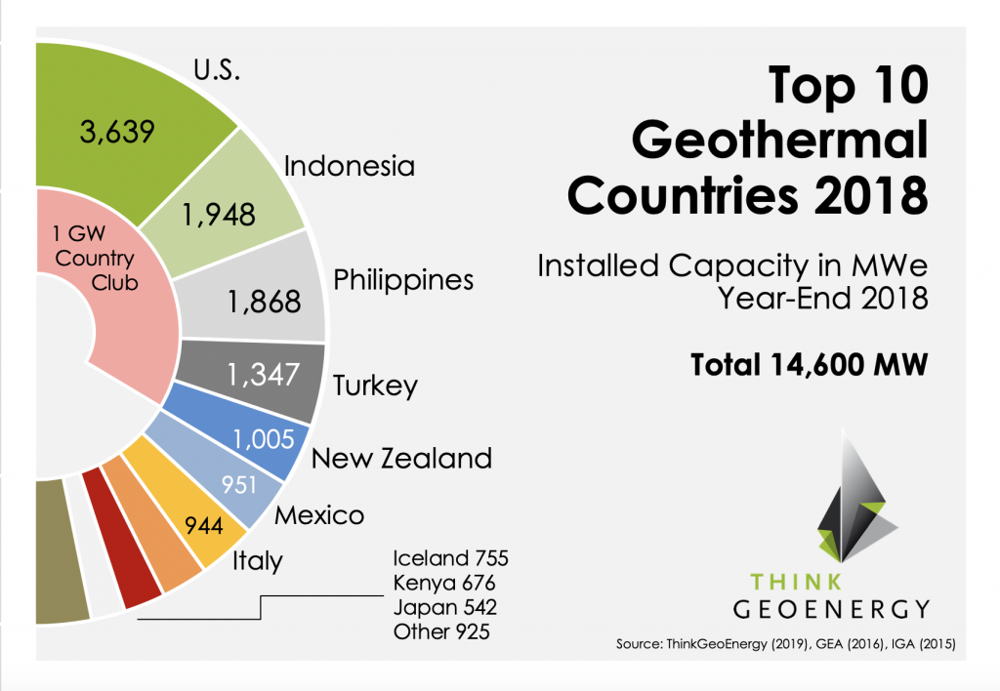 Top 10
Geothermal
Countries 2018
Installed Capacity in MWe
Year-End 2018
Total 14,600 MW
U.S.
3,639
Indonesia
1,948
Philippines
1,868
Turkey
1,347
New Zealand
1,005
Mexico
951
Italy
944
1 GW
Country
Club
Iceland 755
Kenya 676
Japan 542
Other 925
THINK
GEOENERGY
Source: ThinkGeoEnergy (2019), GEA (2016), IGA (2015)